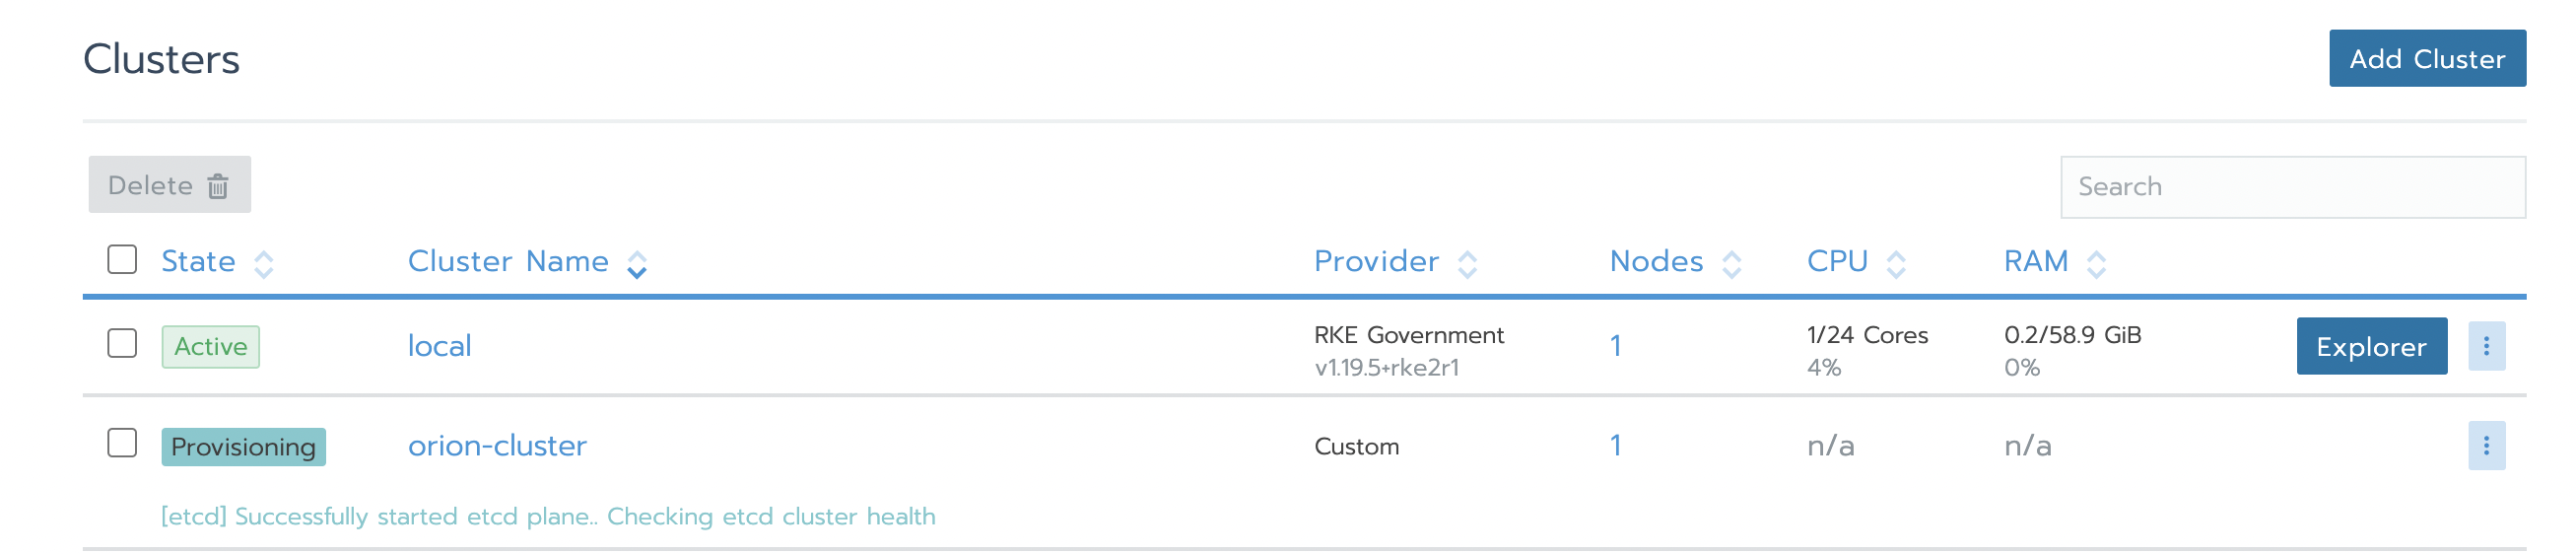 Clusters
Add Cluster
Delete
Search
State Cluster Name Provider Nodes CPU RAM
Active local RKE Government 1 1/24 Cores 0.2/58.9 GiB Explorer
v1.19.5+rke2r1 4% 0%
Provisioning orion-cluster Custom 1 n/a n/a
[etcd] Successfully started etcd plane.. Checking etcd cluster health